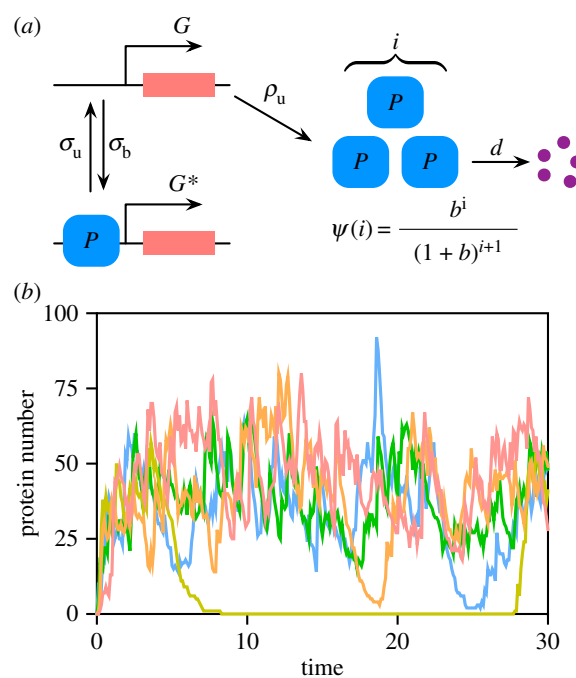 (a)
G
i
P
ρu
σu σb
P P
d
G*
P
ψ(i) = b^i / (1 + b)^{i+1}
(b)
100
75
50
25
0
protein number
0 10 20 30
time